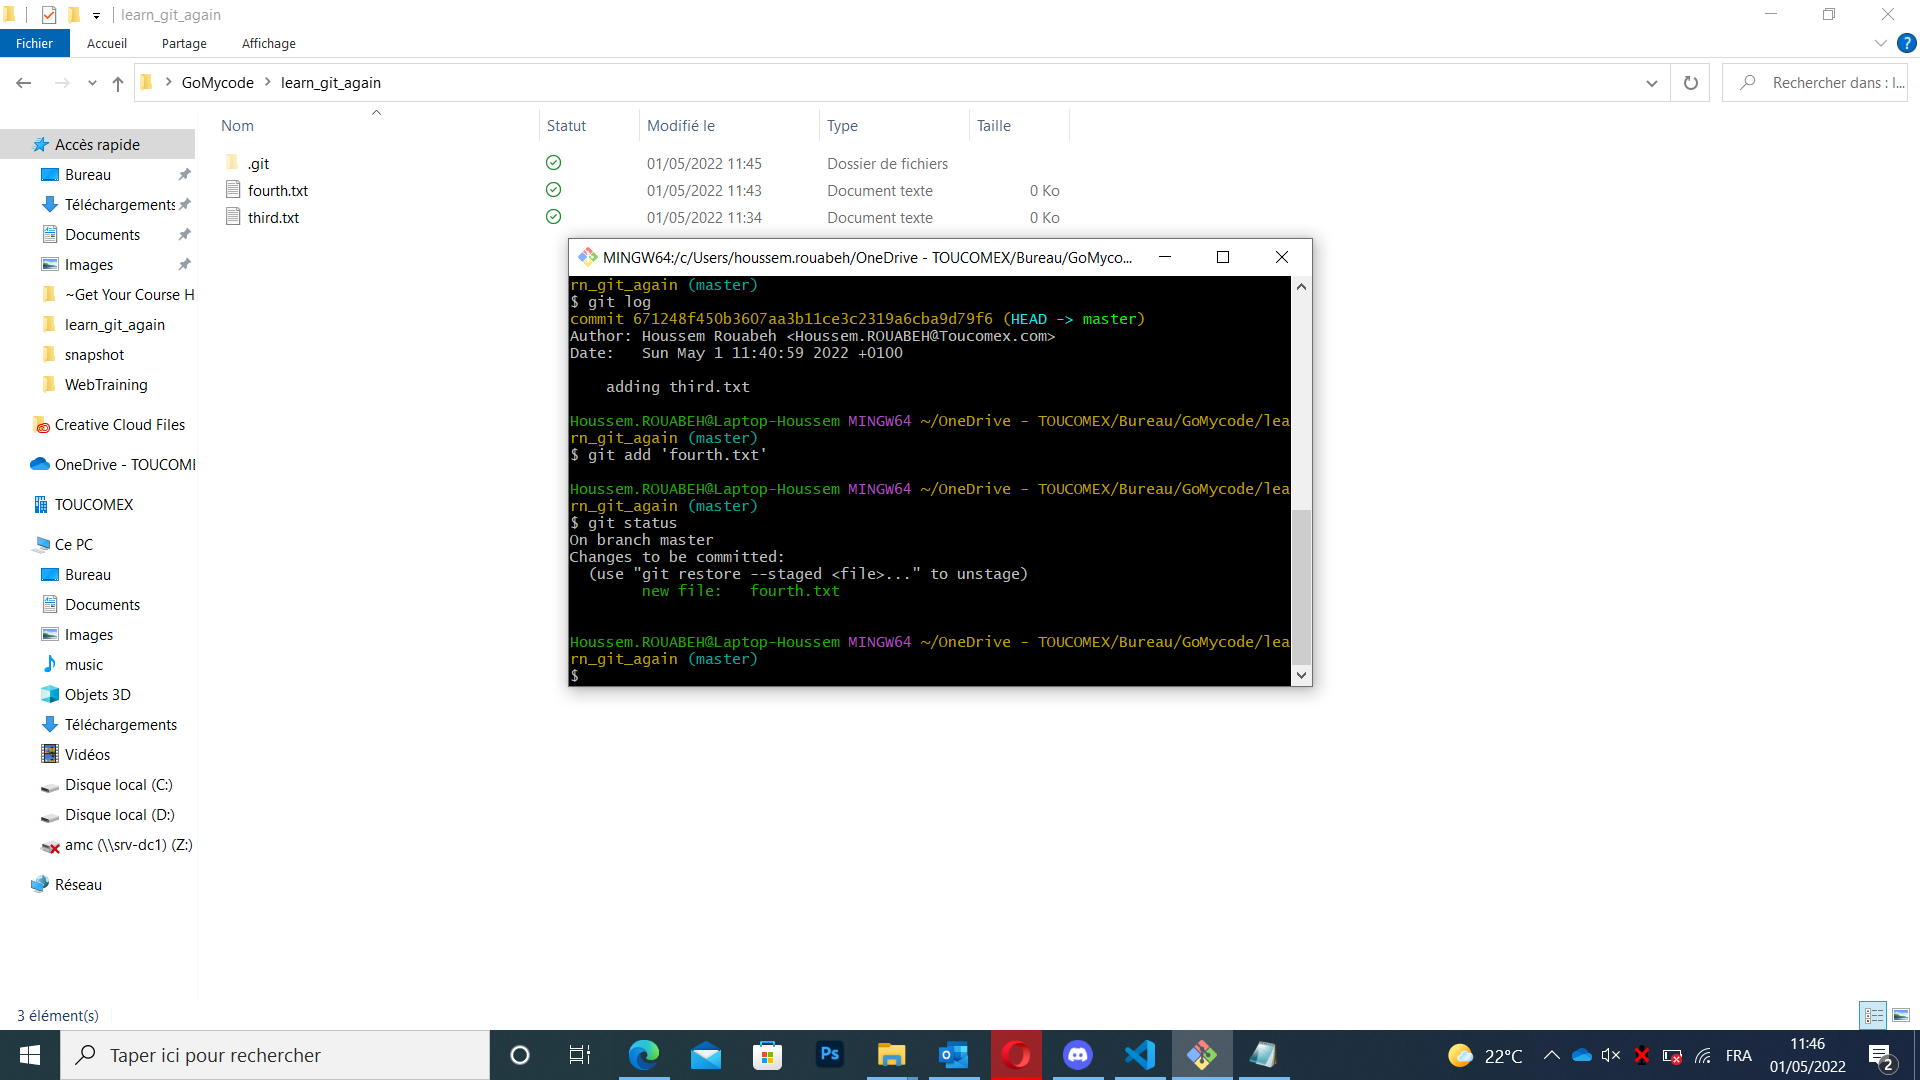 learn_git_again
Fichier Accueil Partage Affichage
GoMycode learn_git_again
Rechercher dans : l...
Nom Statut Modifié le Type Taille
.git 01/05/2022 11:45 Dossier de fichiers
fourth.txt 01/05/2022 11:43 Document texte 0 Ko
third.txt 01/05/2022 11:34 Document texte 0 Ko
Accès rapide
Bureau
Téléchargements
Documents
Images
~Get Your Course H
learn_git_again
snapshot
WebTraining
Creative Cloud Files
OneDrive - TOUCOME
TOUCOMEX
Ce PC
Bureau
Documents
Images
music
Objets 3D
Téléchargements
Vidéos
Disque local (C:)
Disque local (D:)
amc (\\srv-dc1) (Z:)
Réseau
MINGW64:/c/Users/houssem.rouabeh/OneDrive - TOUCOMEX/Bureau/GoMyco...
rn_git_again (master)
$ git log
commit 671248f450b3607aa3b11ce3c2319a6cba9d79f6 (HEAD -> master)
Author: Houssem Rouabeh <Houssem.ROUABEH@Toucomex.com>
Date: Sun May 1 11:40:59 2022 +0100
adding third.txt
Houssem.ROUABEH@Laptop-Houssem MINGW64 ~/OneDrive - TOUCOMEX/Bureau/GoMycode/lea
rn_git_again (master)
$ git add 'fourth.txt'
Houssem.ROUABEH@Laptop-Houssem MINGW64 ~/OneDrive - TOUCOMEX/Bureau/GoMycode/lea
rn_git_again (master)
$ git status
On branch master
Changes to be committed:
(use "git restore --staged <file>..." to unstage)
new file: fourth.txt
Houssem.ROUABEH@Laptop-Houssem MINGW64 ~/OneDrive - TOUCOMEX/Bureau/GoMycode/lea
rn_git_again (master)
$
3 élément(s)
Taper ici pour rechercher
Ps
22°C
FRA
11:46
01/05/2022
2